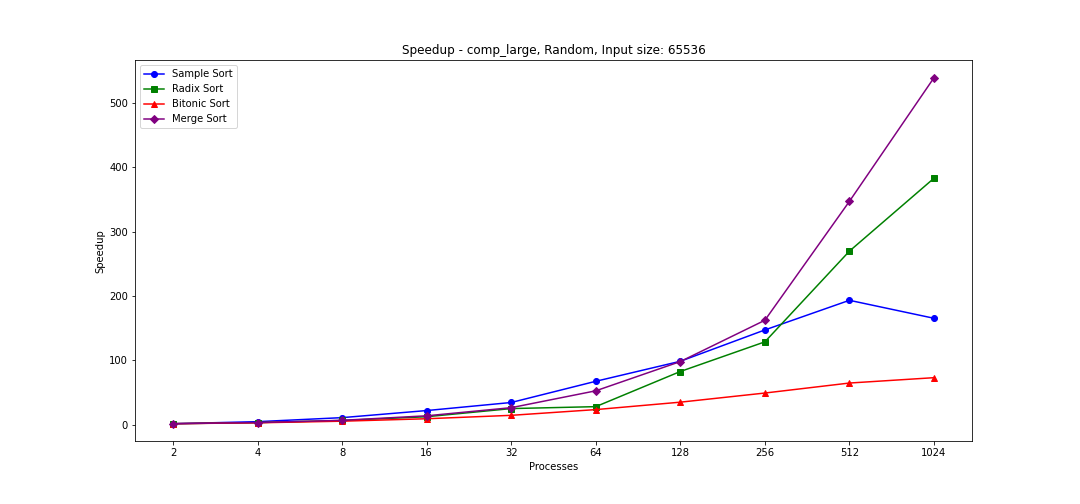 Speedup - comp_large, Random, Input size: 65536
Sample Sort
Radix Sort
Bitonic Sort
Merge Sort
500
400
300
200
100
0
Speedup
2 4 8 16 32 64 128 256 512 1024
Processes